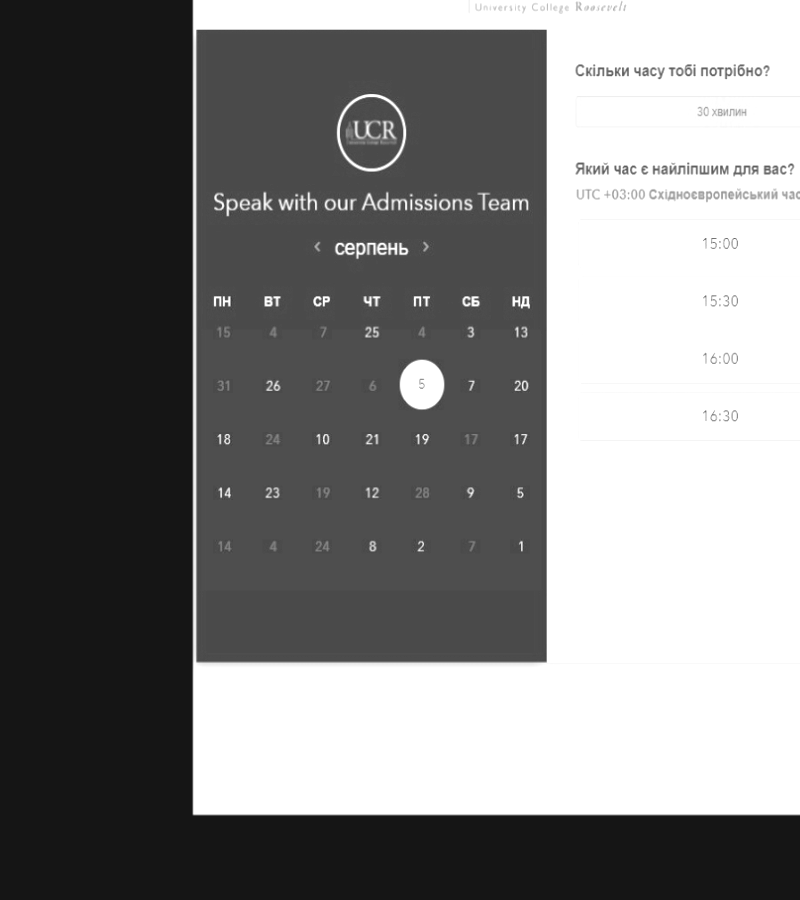 University College Roosevelt
UCR
Speak with our Admissions Team
серпень
ПН ВТ СР ЧТ ПТ СБ НД
15 4 7 25 4 3 13
31 26 27 6 5 7 20
18 24 10 21 19 17 17
14 23 19 12 28 9 5
14 4 24 8 2 7 1
Скільки часу тобі потрібно?
30 хвилин
Який час є найліпшим для вас?
UTC +03:00 Східноєвропейський час
15:00
15:30
16:00
16:30